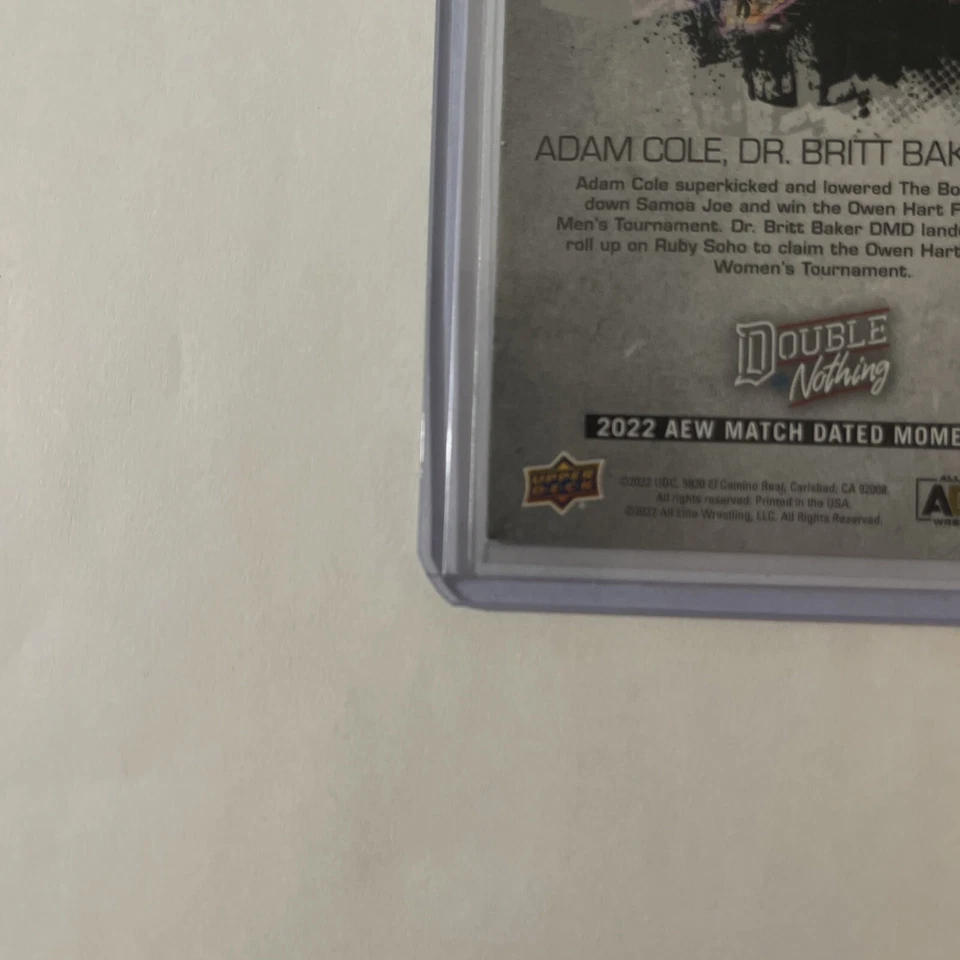 ADAM COLE, DR. BRITT BAK
Adam Cole superkicked and lowered The Bo
down Samoa Joe and win the Owen Hart F
Men's Tournament. Dr. Britt Baker DMD land
roll up on Ruby Soho to claim the Owen Hart
Women's Tournament.
DOUBLE
Nothing
2022 AEW MATCH DATED MOME
UPPER
DECK
©2022 UDC, 5830 El Camino Real, Carlsbad, CA 92008.
All rights reserved. Printed in the USA.
©2022 All Elite Wrestling, LLC. All Rights Reserved.
ALL
A
WRES